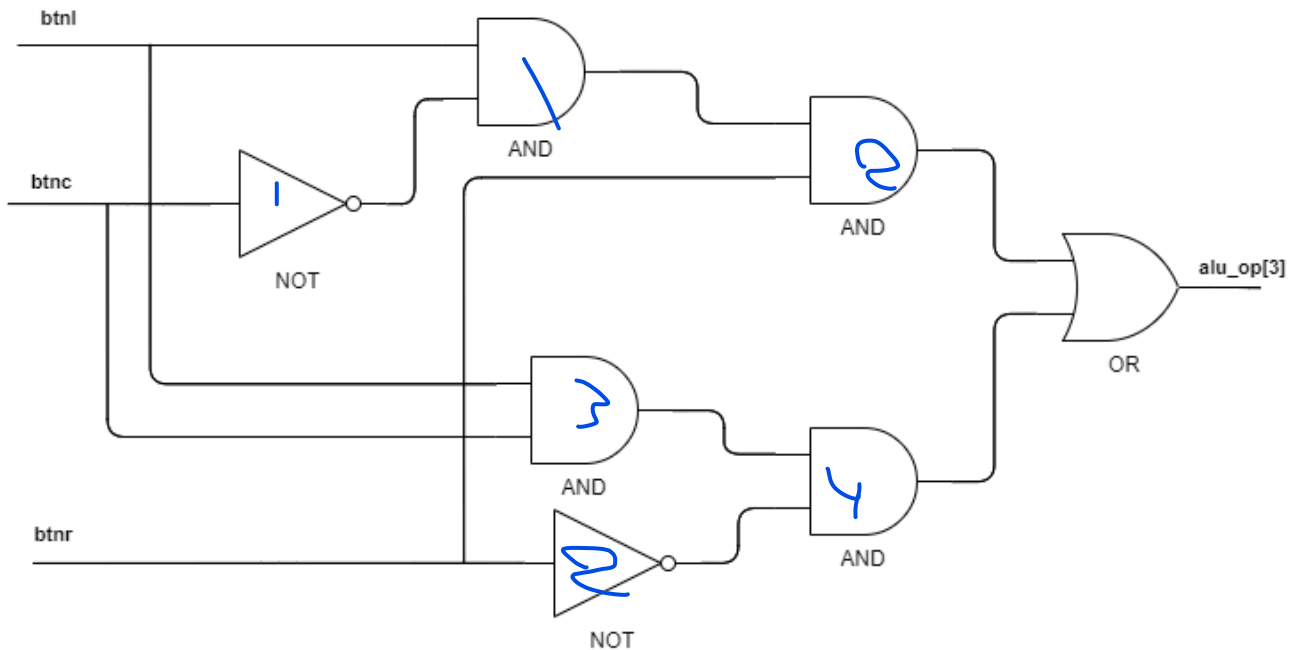 btnl
1
AND
btnc
1
NOT
2
AND
alu_op[3]
OR
3
AND
4
AND
btnr
2
NOT